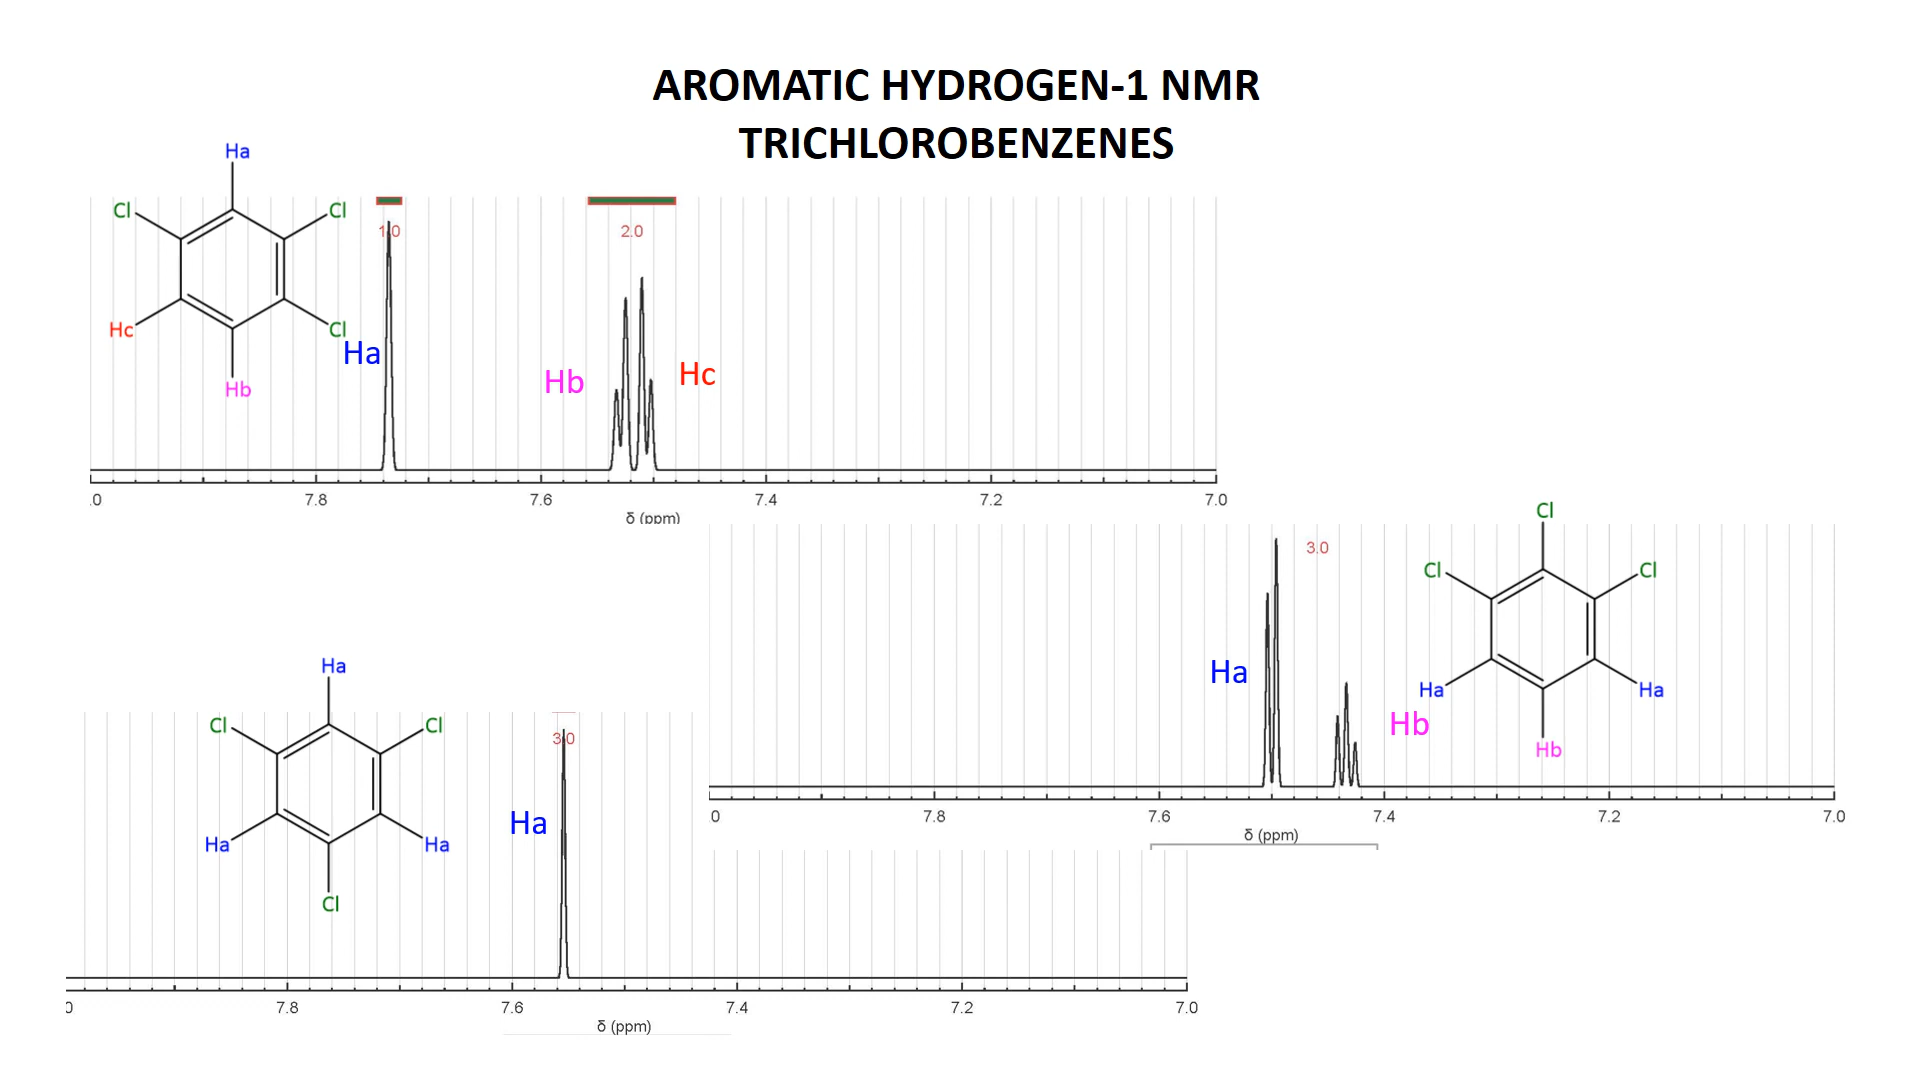 AROMATIC HYDROGEN-1 NMR
TRICHLOROBENZENES
Ha
Cl
Cl
Hc
Cl
Hb
1.0
2.0
Ha
Hb
Hc
.0
7.8
7.6
7.4
7.2
7.0
δ (ppm)
3.0
Ha
Hb
Cl
Cl
Cl
Ha
Ha
Hb
0
7.8
7.6
7.4
7.2
7.0
δ (ppm)
Ha
Cl
Cl
Ha
Ha
Cl
3.0
Ha
0
7.8
7.6
7.4
7.2
7.0
δ (ppm)